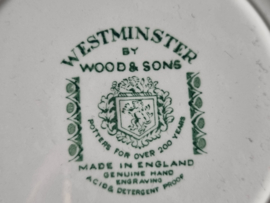 WESTMINSTER
BY
WOOD & SONS
POTTERS FOR OVER 200 YEARS
MADE IN ENGLAND
GENUINE HAND
ENGRAVING
ACID & DETERGENT PROOF